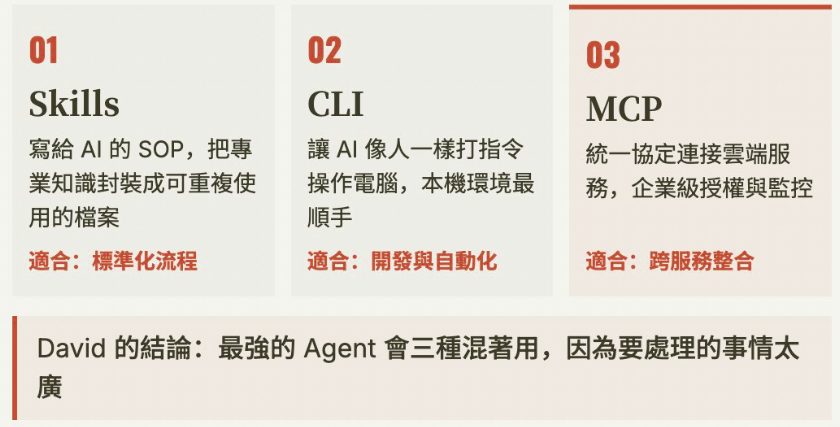 01
Skills
寫給 AI 的 SOP，把專
業知識封裝成可重複使
用的檔案
適合：標準化流程
02
CLI
讓 AI 像人一樣打指令
操作電腦，本機環境最
順手
適合：開發與自動化
03
MCP
統一協定連接雲端服
務，企業級授權與監控
適合：跨服務整合
David 的結論：最強的 Agent 會三種混著用，因為要處理的事情太
廣